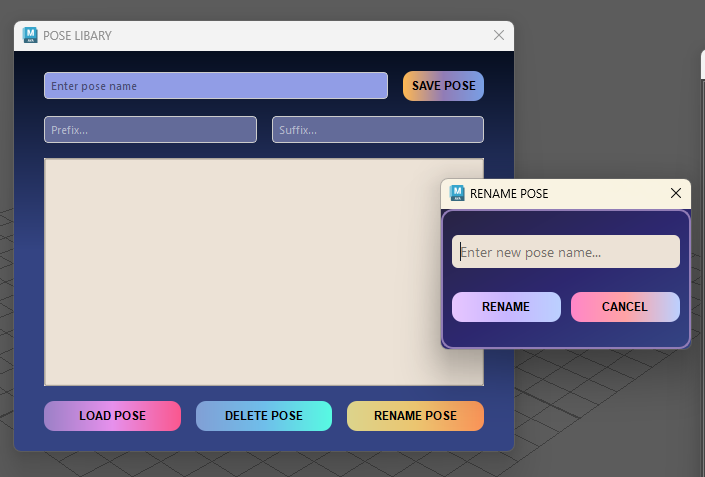 POSE LIBARY
Enter pose name
SAVE POSE
Prefix...
Suffix...
RENAME POSE
Enter new pose name...
RENAME
CANCEL
LOAD POSE
DELETE POSE
RENAME POSE